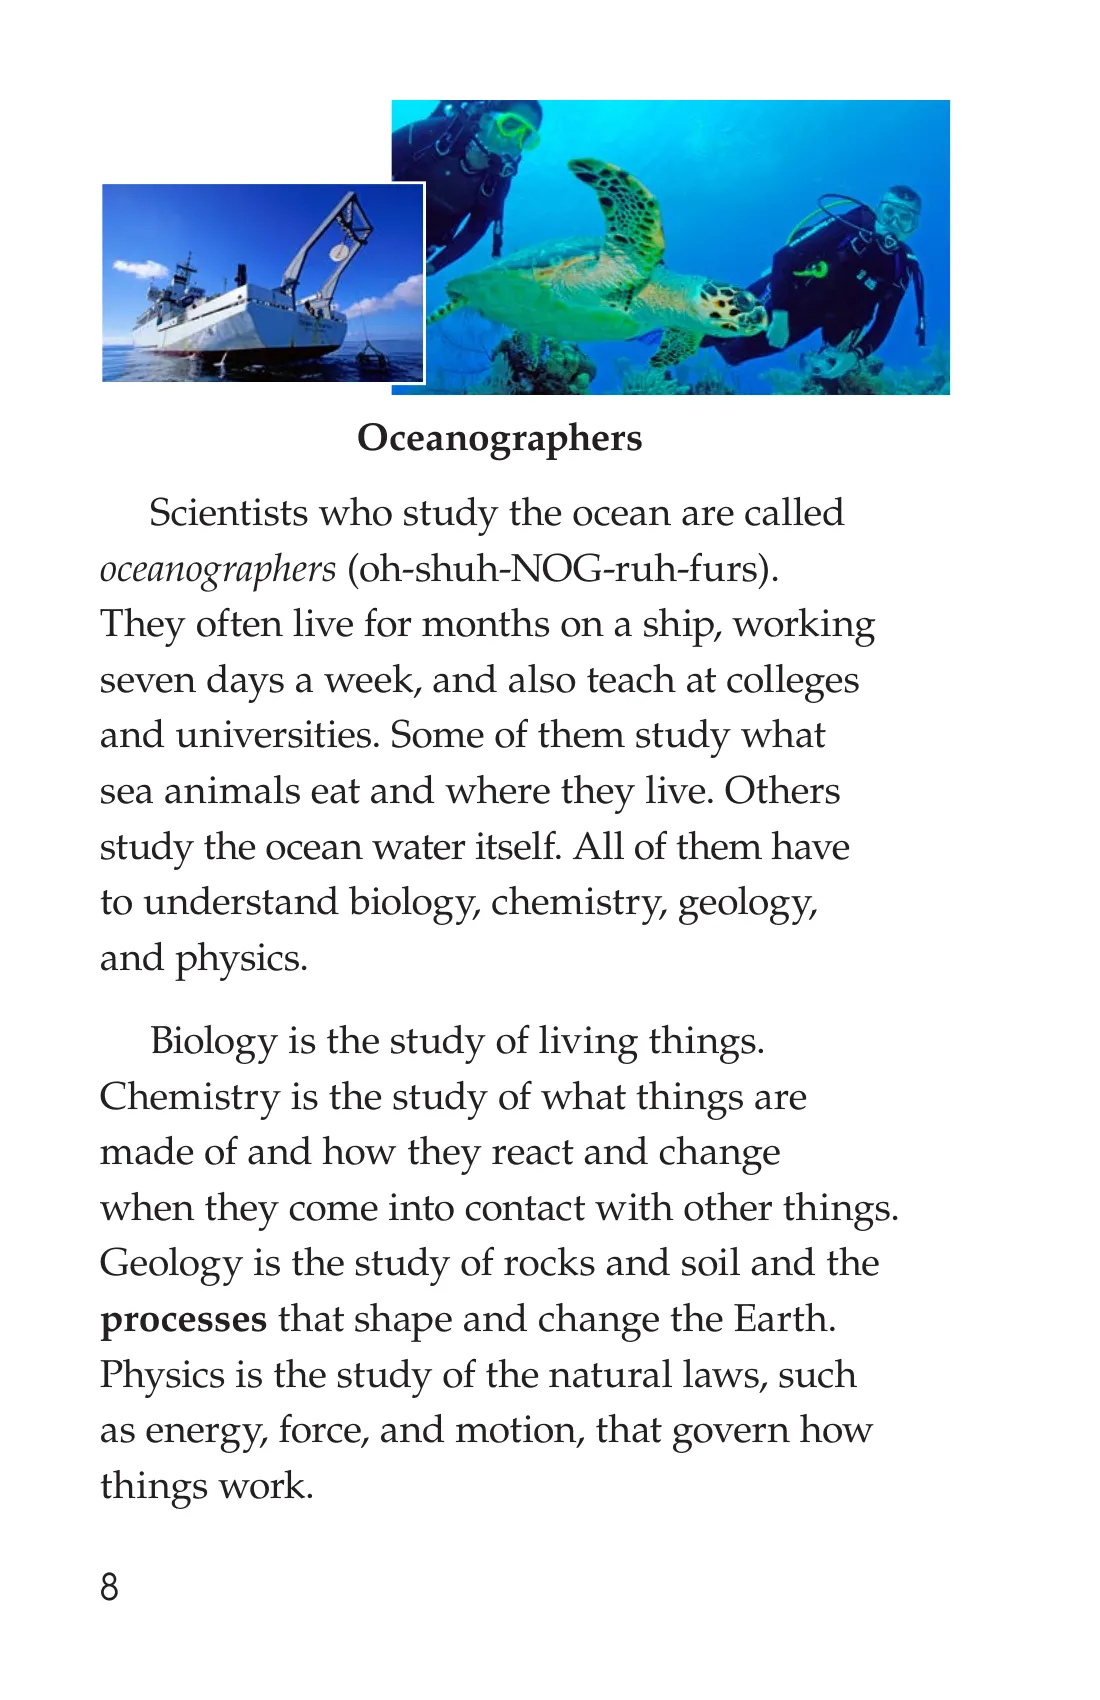 Oceanographers
Scientists who study the ocean are called
oceanographers (oh-shuh-NOG-ruh-furs).
They often live for months on a ship, working
seven days a week, and also teach at colleges
and universities. Some of them study what
sea animals eat and where they live. Others
study the ocean water itself. All of them have
to understand biology, chemistry, geology,
and physics.
Biology is the study of living things.
Chemistry is the study of what things are
made of and how they react and change
when they come into contact with other things.
Geology is the study of rocks and soil and the
processes that shape and change the Earth.
Physics is the study of the natural laws, such
as energy, force, and motion, that govern how
things work.
8